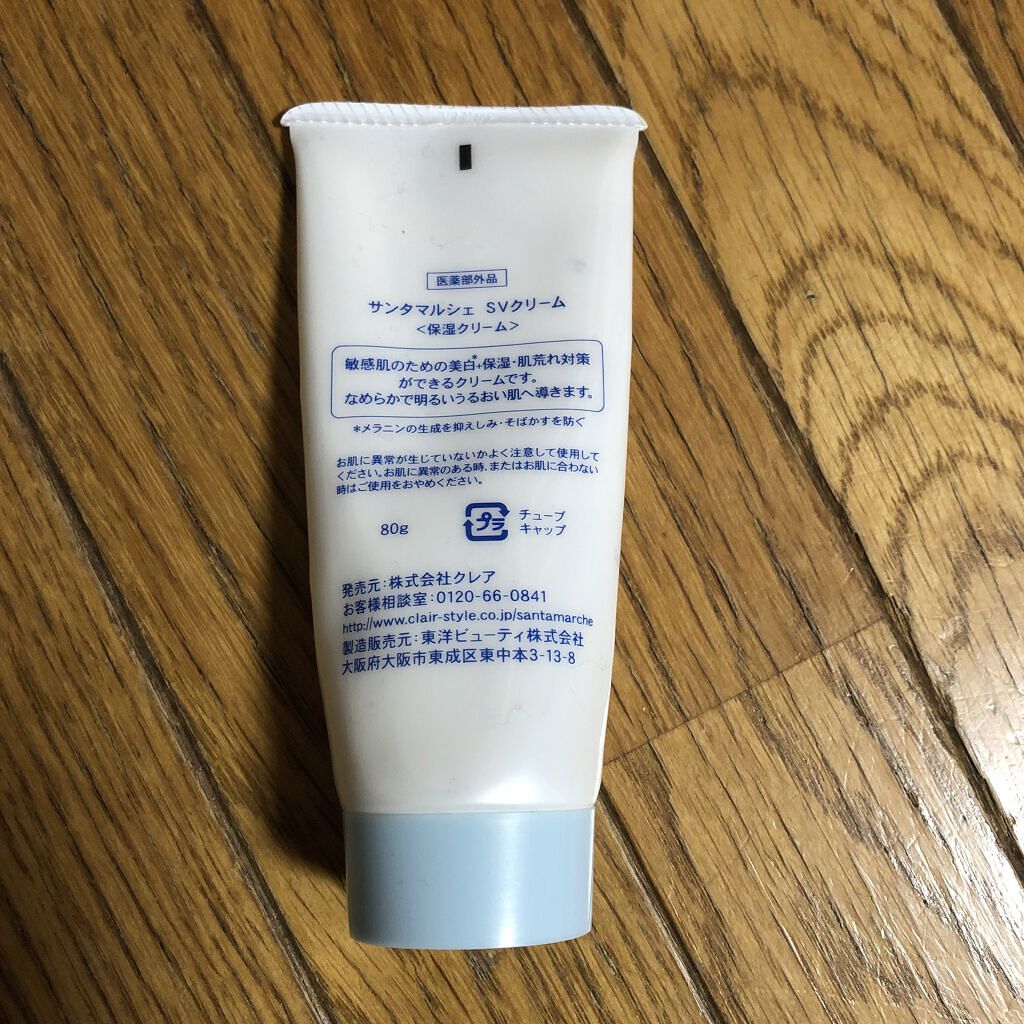 医薬部外品
サンタマルシェ SVクリーム
<保湿クリーム>
敏感肌のための美白*+保湿・肌荒れ対策
ができるクリームです。
なめらかで明るいうるおい肌へ導きます。
*メラニンの生成を抑えしみ・そばかすを防ぐ
お肌に異常が生じていないかよく注意して使用して
ください。お肌に異常のある時、またはお肌に合わない
時はご使用をおやめください。
80g
プラ
チューブ
キャップ
発売元:株式会社クレア
お客様相談室:0120-66-0841
http://www.clair-style.co.jp/santamarche
製造販売元:東洋ビューティ株式会社
大阪府大阪市東成区東中本3-13-8